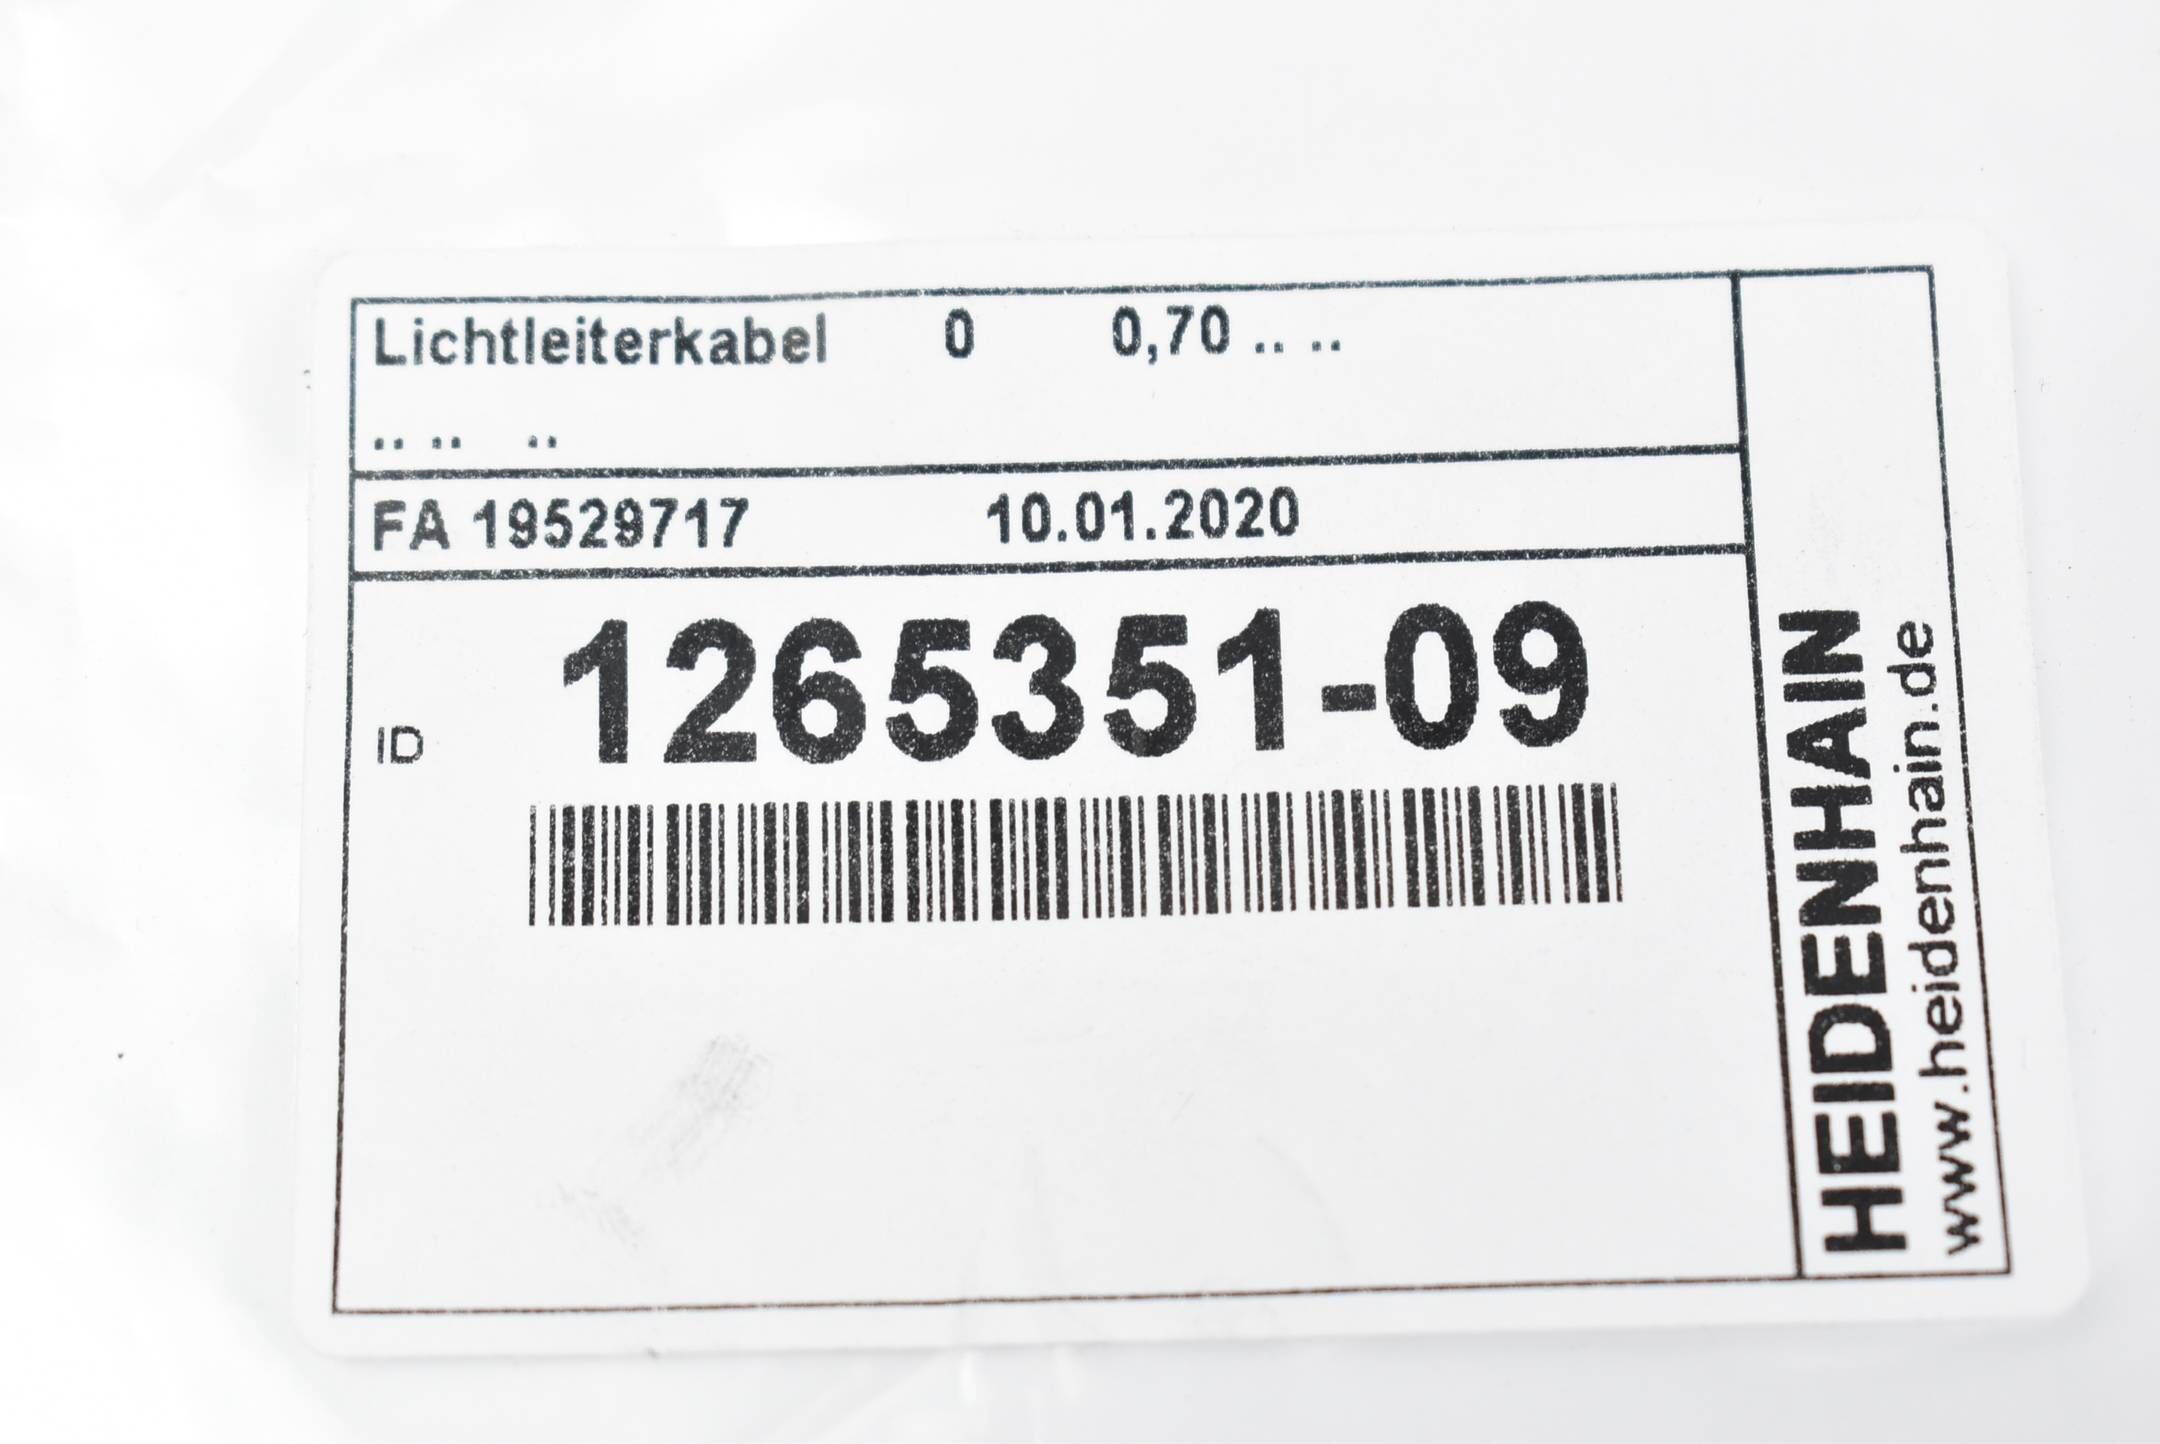 Lichtleiterkabel 0 0,70 .. ..
.. .. ..
FA 19529717 10.01.2020
ID 1265351-09
HEIDENHAIN
www.heidenhain.de